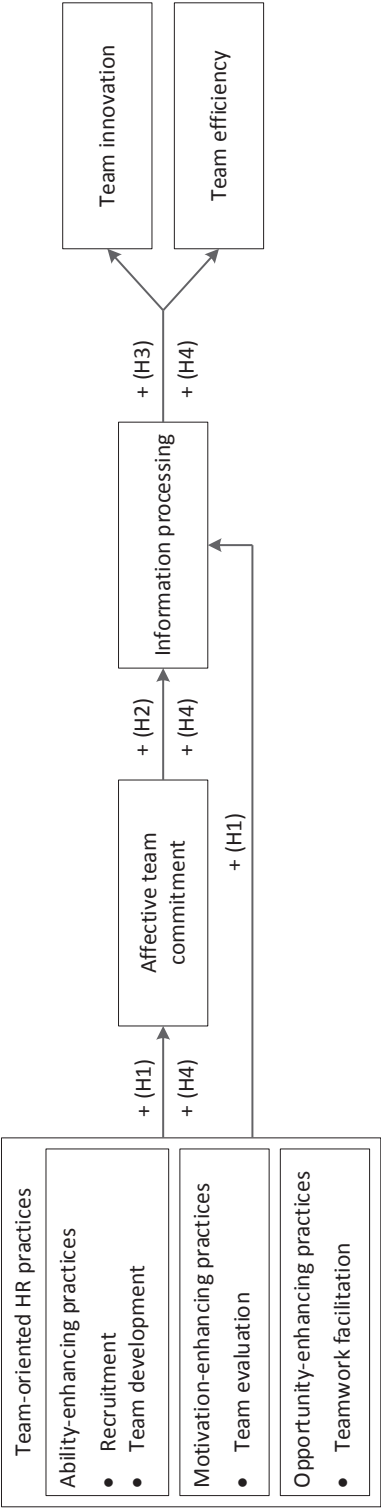 Team-oriented HR practices
Ability-enhancing practices
● Recruitment
● Team development
Motivation-enhancing practices
● Team evaluation
Opportunity-enhancing practices
● Teamwork facilitation
+ (H1)
+ (H4)
Affective team
commitment
+ (H2)
+ (H4)
+ (H1)
Information processing
+ (H3)
+ (H4)
Team innovation
Team efficiency